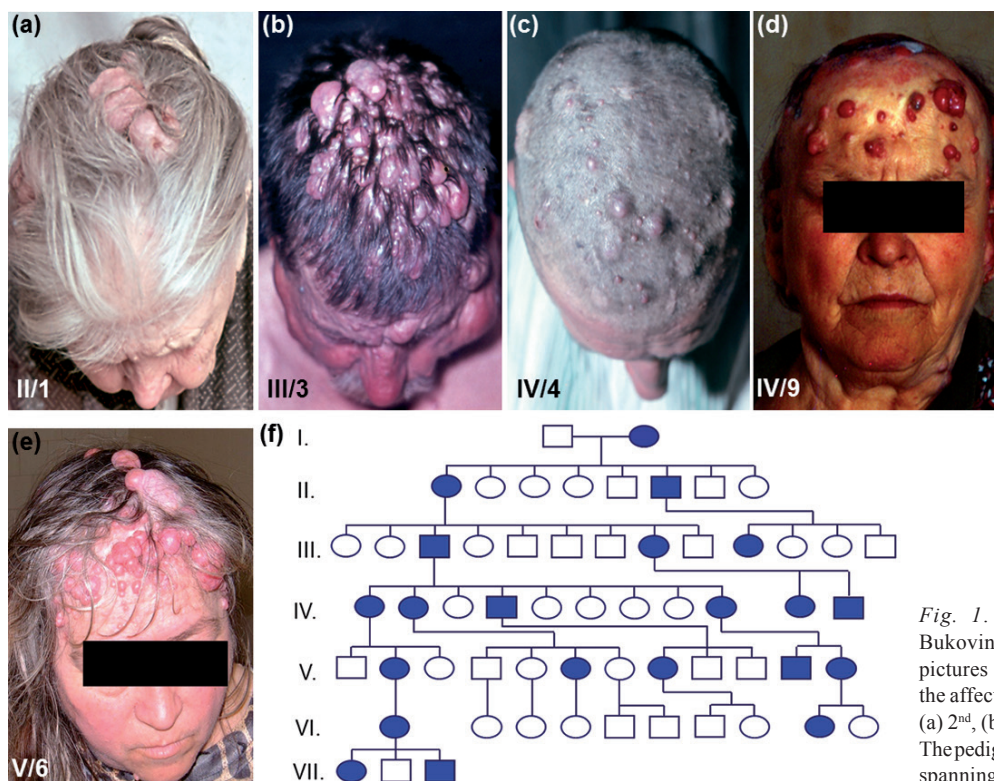 (a)
II/1
(b)
III/3
(c)
IV/4
(d)
IV/9
(e)
V/6
(f)
I.
II.
III.
IV.
V.
VI.
VII.
Fig. 1.
Bukovin
pictures
the affect
(a) 2nd, (b
The pedig
spanning